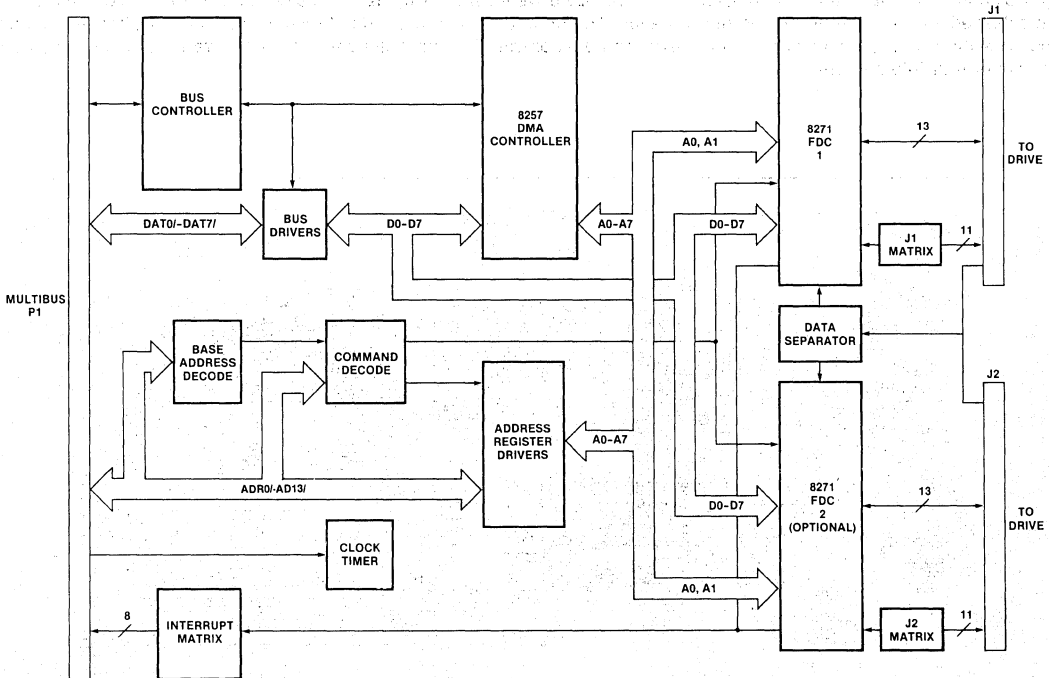 J1
BUS
CONTROLLER
8257
DMA
CONTROLLER
8271
FDC
1
13
TO
DRIVE
A0, A1
DAT0/-DAT7/
BUS
DRIVERS
D0-D7
A0-A7
D0-D7
J1
MATRIX
11
MULTIBUS
P1
BASE
ADDRESS
DECODE
COMMAND
DECODE
DATA
SEPARATOR
J2
ADDRESS
REGISTER
DRIVERS
A0-A7
ADR0/-AD13/
D0-D7
8271
FDC
2
(OPTIONAL)
13
TO
DRIVE
CLOCK
TIMER
A0, A1
8
INTERRUPT
MATRIX
J2
MATRIX
11